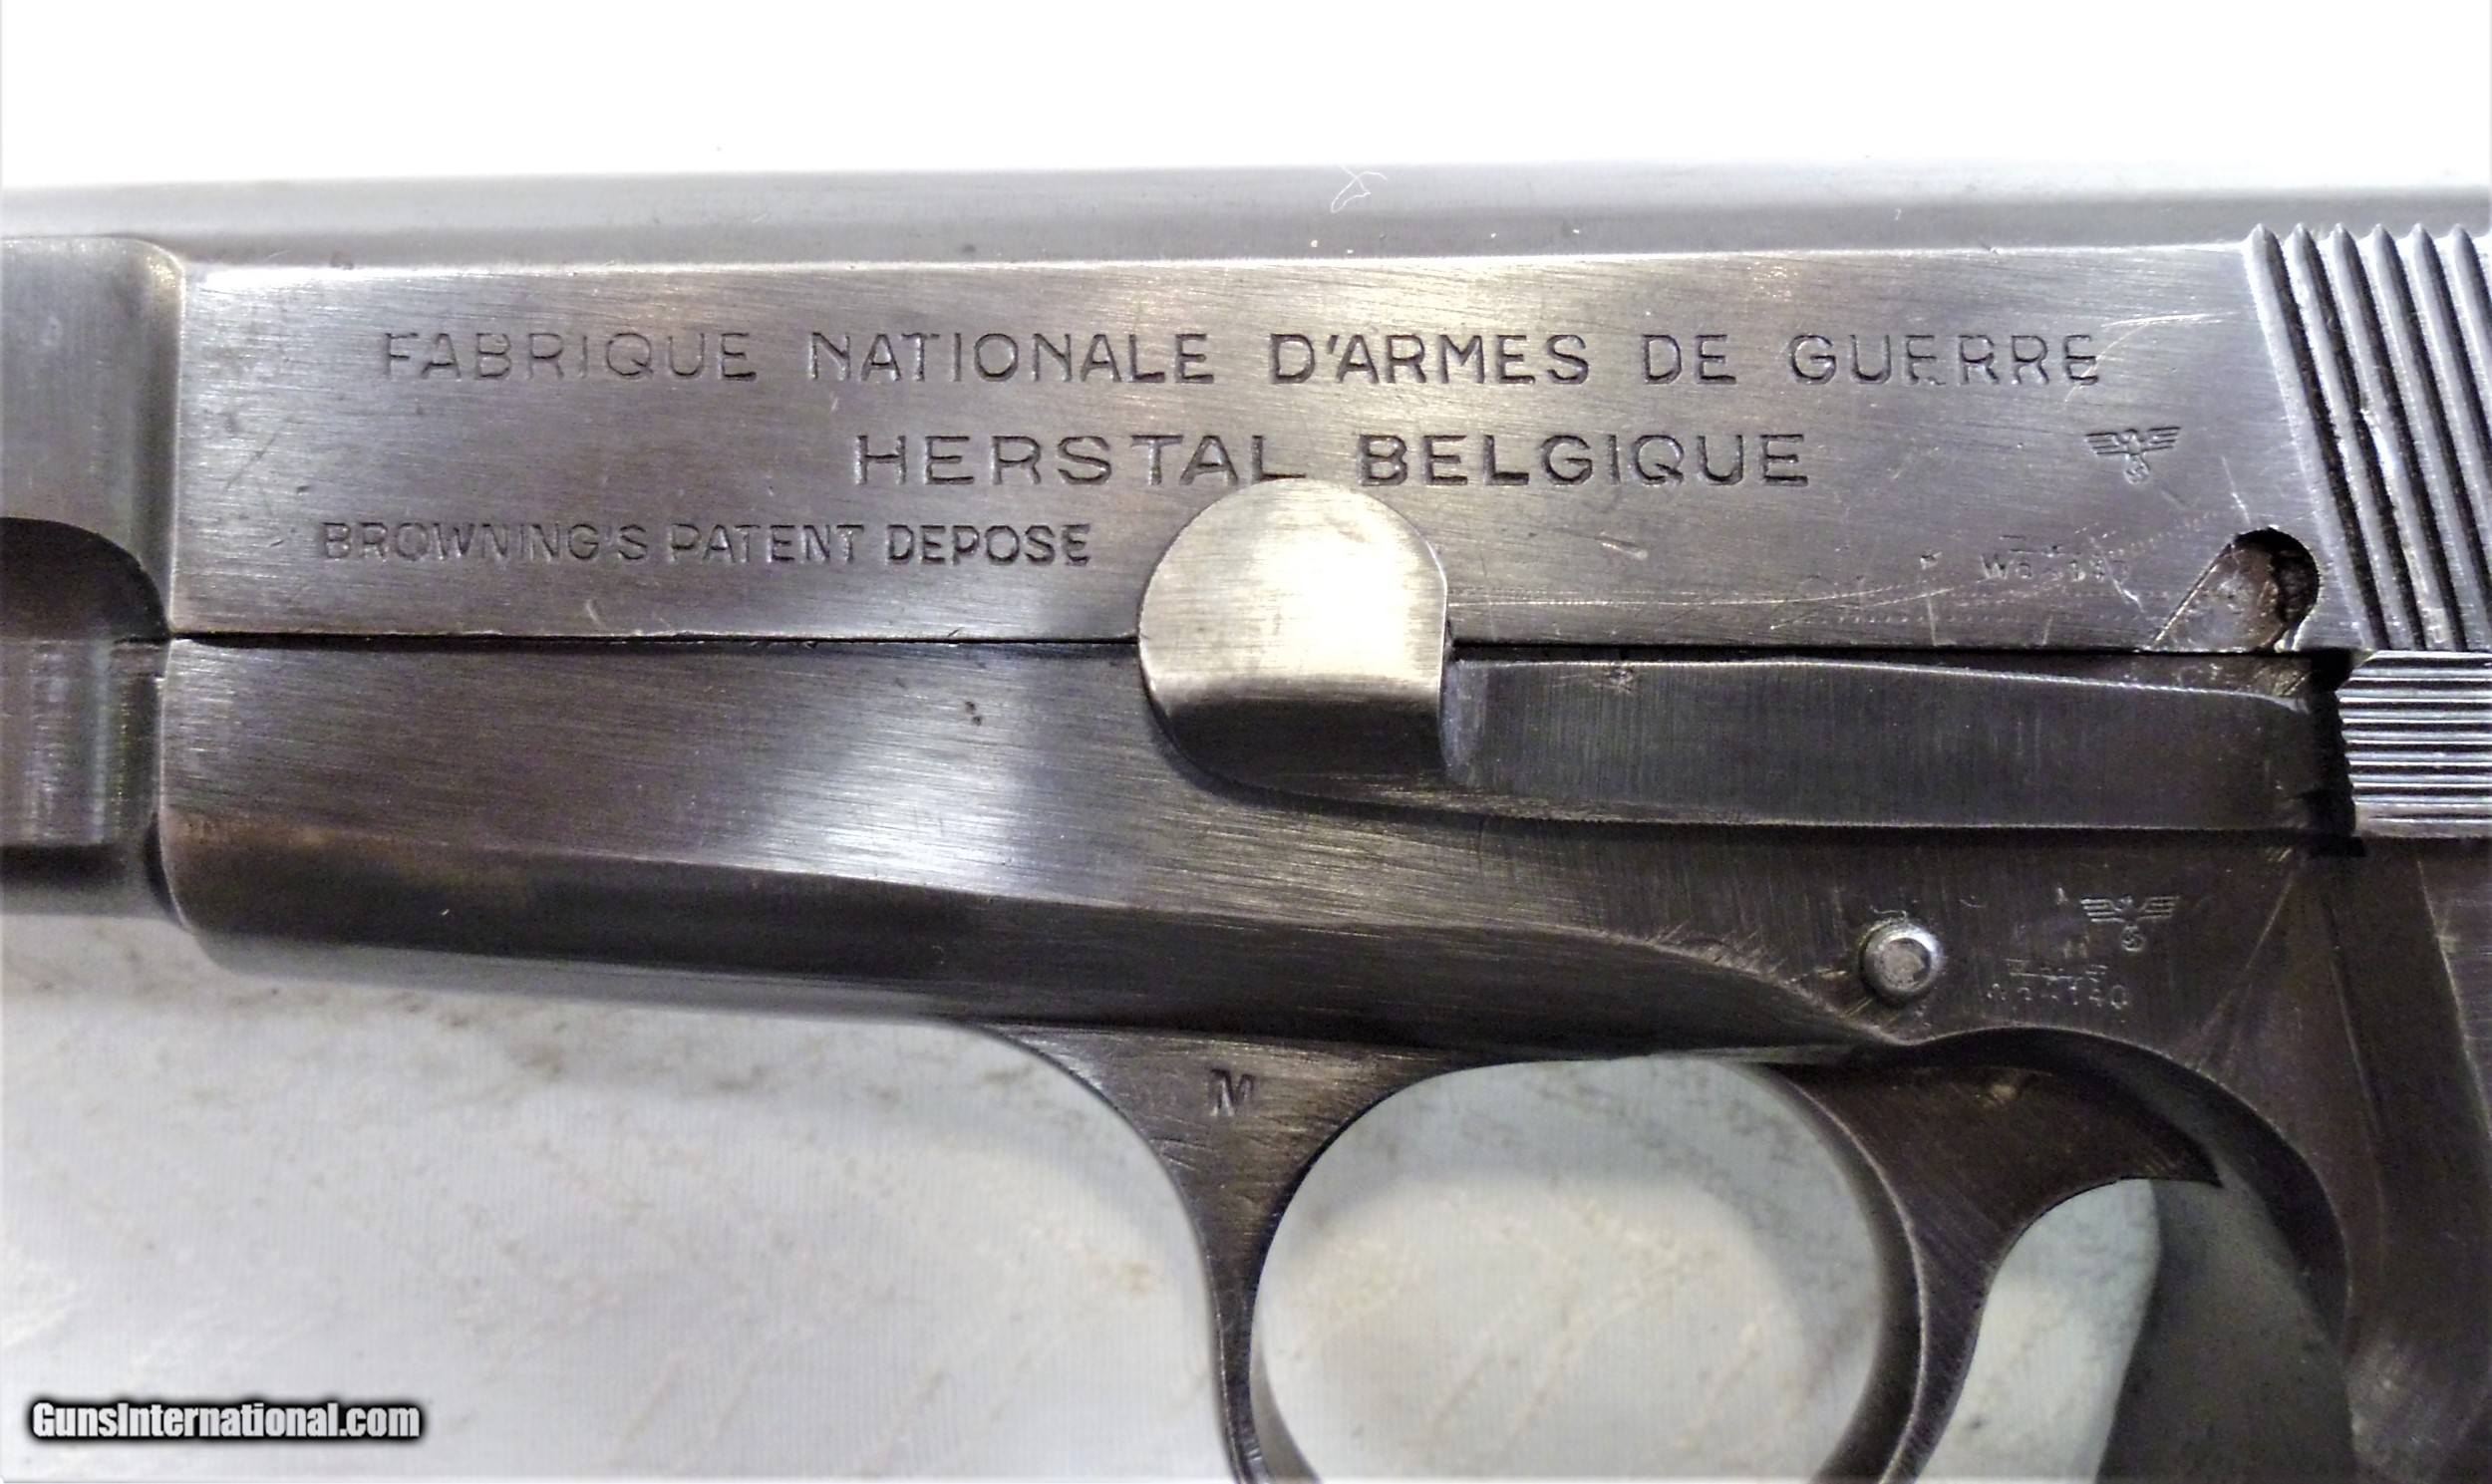 FABRIQUE NATIONALE D'ARMES DE GUERRE
HERSTAL BELGIQUE
BROWNING'S PATENT DEPOSE
M
GunsInternational.com